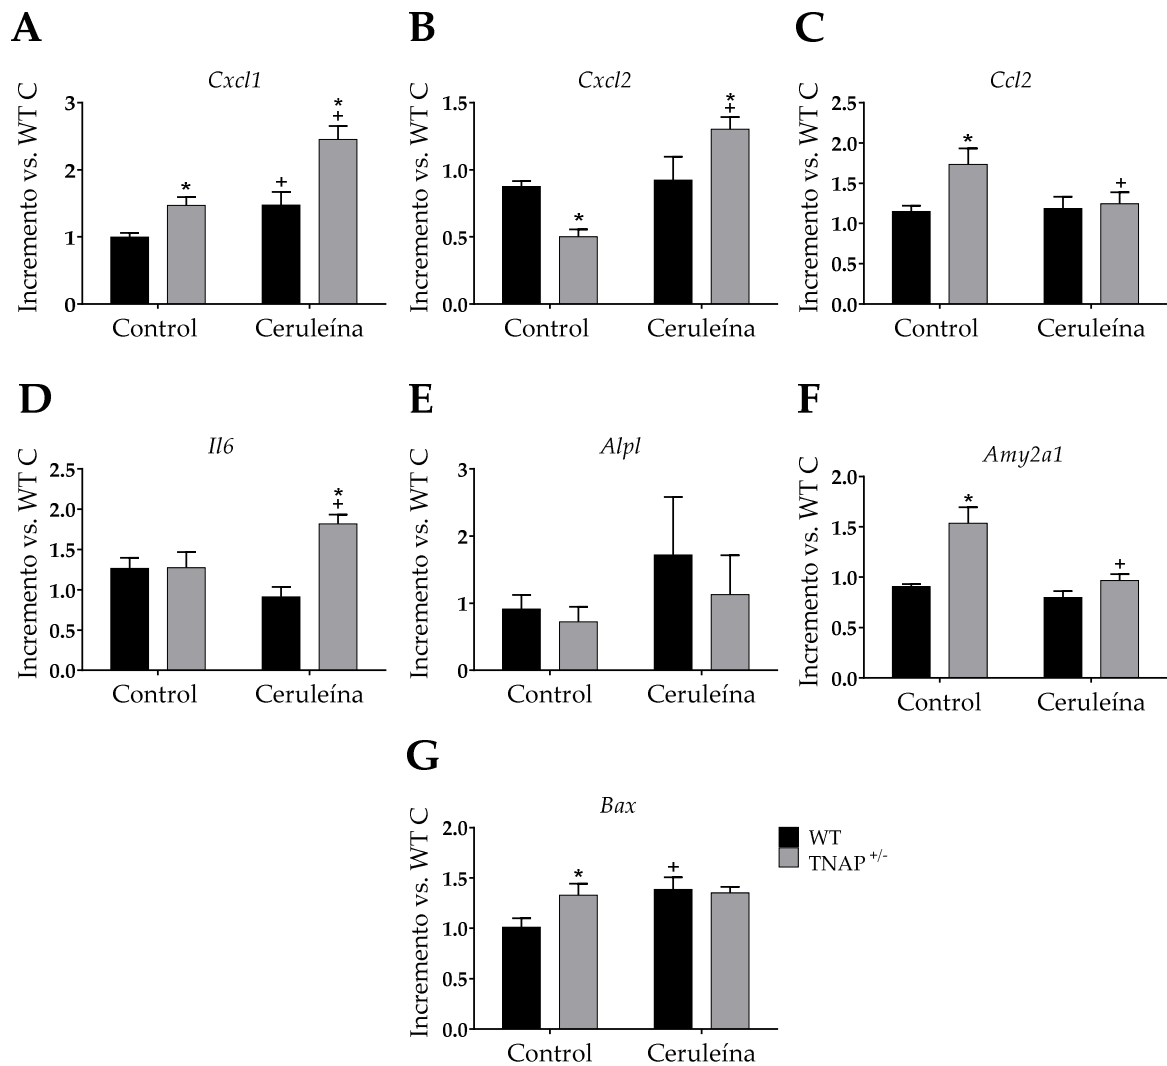 A
Cxcl1
Incremento vs. WT C
3
2
1
0
*
+
*
+
Control
Ceruleína
B
Cxcl2
Incremento vs. WT C
1.5
1.0
0.5
0.0
*
*
+
Control
Ceruleína
C
Ccl2
Incremento vs. WT C
2.5
2.0
1.5
1.0
0.5
0.0
*
+
Control
Ceruleína
D
Il6
Incremento vs. WT C
2.5
2.0
1.5
1.0
0.5
0.0
*
+
Control
Ceruleína
E
Alpl
Incremento vs. WT C
3
2
1
0
Control
Ceruleína
F
Amy2a1
Incremento vs. WT C
2.0
1.5
1.0
0.5
0.0
*
+
Control
Ceruleína
G
Bax
Incremento vs. WT C
2.0
1.5
1.0
0.5
0.0
*
+
Control
Ceruleína
WT
TNAP +/-